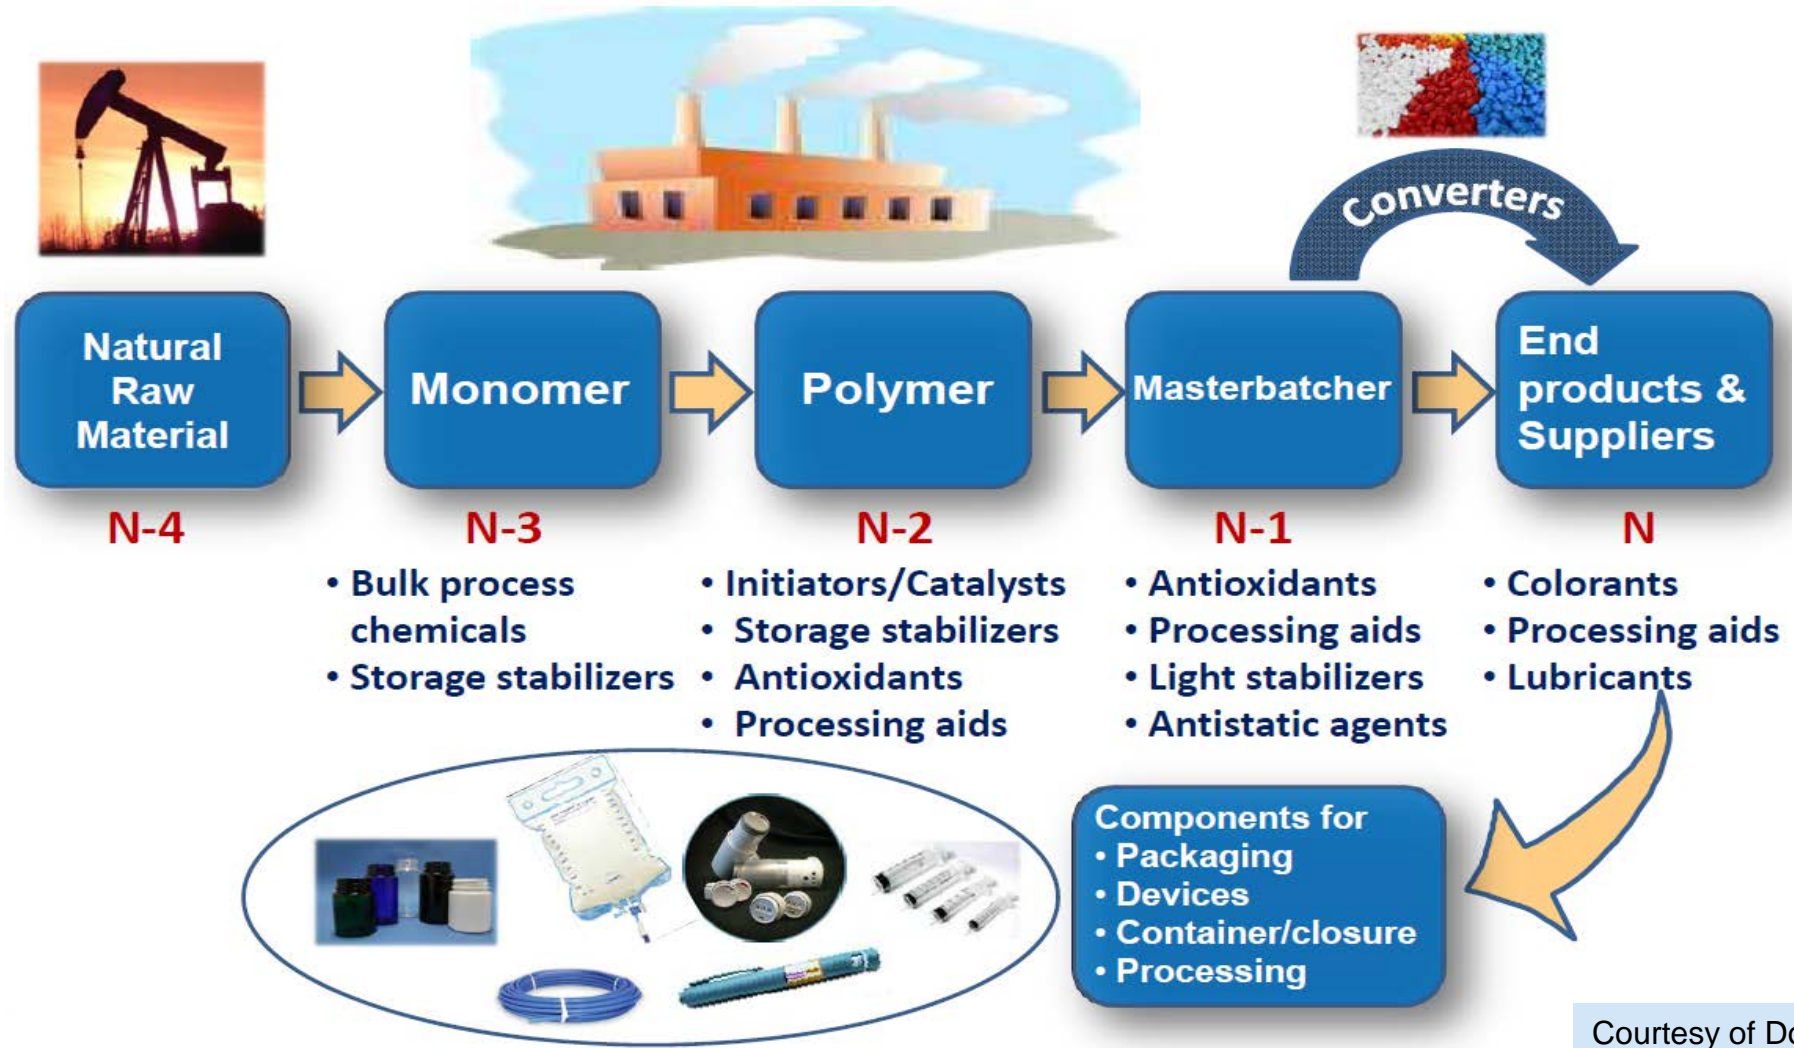 Converters
Natural
Raw
Material
Monomer
Polymer
Masterbatcher
End
products &
Suppliers
N-4
N-3
N-2
N-1
N
• Bulk process
chemicals
• Storage stabilizers
• Initiators/Catalysts
• Storage stabilizers
• Antioxidants
• Processing aids
• Antioxidants
• Processing aids
• Light stabilizers
• Antistatic agents
• Colorants
• Processing aids
• Lubricants
Components for
• Packaging
• Devices
• Container/closure
• Processing
Courtesy of Do